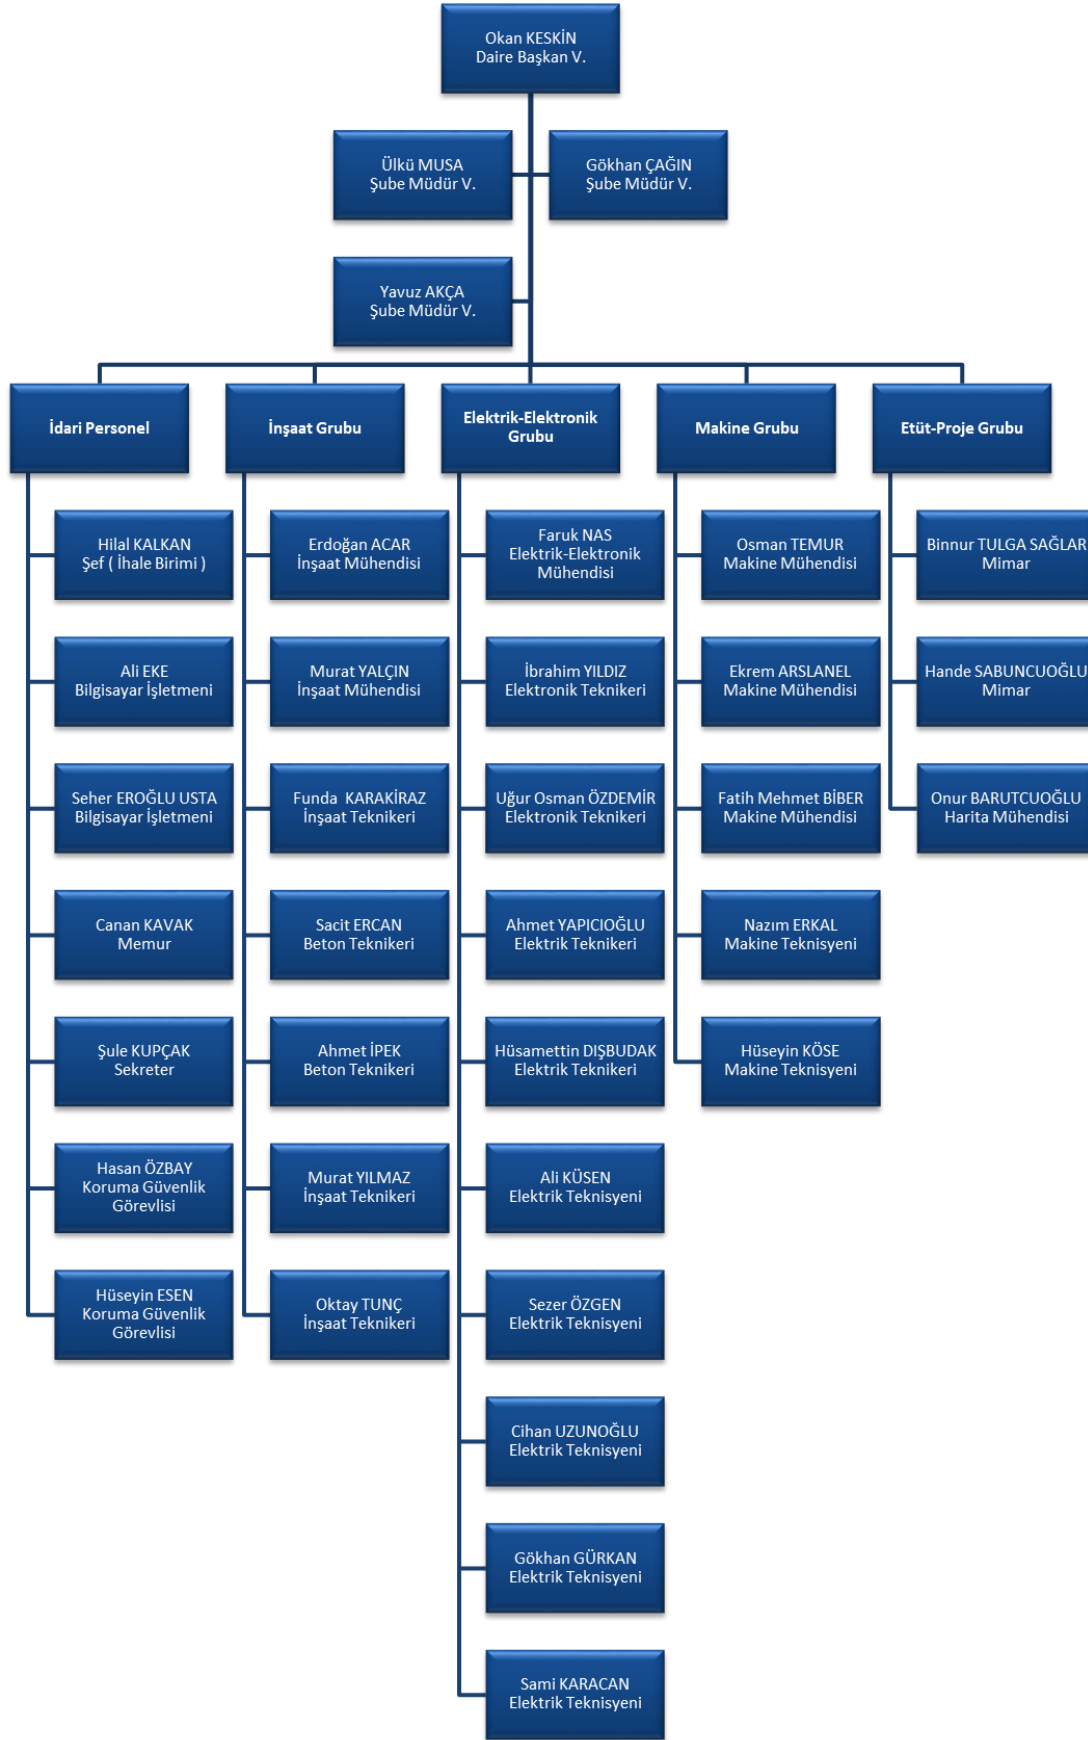 Okan KESKİN
Daire Başkan V.
Ülkü MUSA
Şube Müdür V.
Gökhan ÇAĞIN
Şube Müdür V.
Yavuz AKÇA
Şube Müdür V.
İdari Personel
Hilal KALKAN
Şef ( İhale Birimi )
Ali EKE
Bilgisayar İşletmeni
Seher EROĞLU USTA
Bilgisayar İşletmeni
Canan KAVAK
Memur
Şule KUPÇAK
Sekreter
Hasan ÖZBAY
Koruma Güvenlik
Görevlisi
Hüseyin ESEN
Koruma Güvenlik
Görevlisi
İnşaat Grubu
Erdoğan ACAR
İnşaat Mühendisi
Murat YALÇIN
İnşaat Mühendisi
Funda  KARAKİRAZ
İnşaat Teknikeri
Sacit ERCAN
Beton Teknikeri
Ahmet İPEK
Beton Teknikeri
Murat YILMAZ
İnşaat Teknikeri
Oktay TUNÇ
İnşaat Teknikeri
Elektrik-Elektronik
Grubu
Faruk NAS
Elektrik-Elektronik
Mühendisi
İbrahim YILDIZ
Elektronik Teknikeri
Uğur Osman ÖZDEMİR
Elektronik Teknikeri
Ahmet YAPICIOĞLU
Elektrik Teknikeri
Hüsamettin DIŞBUDAK
Elektrik Teknikeri
Ali KÜSEN
Elektrik Teknisyeni
Sezer ÖZGEN
Elektrik Teknisyeni
Cihan UZUNOĞLU
Elektrik Teknisyeni
Gökhan GÜRKAN
Elektrik Teknisyeni
Sami KARACAN
Elektrik Teknisyeni
Makine Grubu
Osman TEMUR
Makine Mühendisi
Ekrem ARSLANEL
Makine Mühendisi
Fatih Mehmet BİBER
Makine Mühendisi
Nazım ERKAL
Makine Teknisyeni
Hüseyin KÖSE
Makine Teknisyeni
Etüt-Proje Grubu
Binnur TULGA SAĞLAR
Mimar
Hande SABUNCUOĞLU
Mimar
Onur BARUTCUOĞLU
Harita Mühendisi